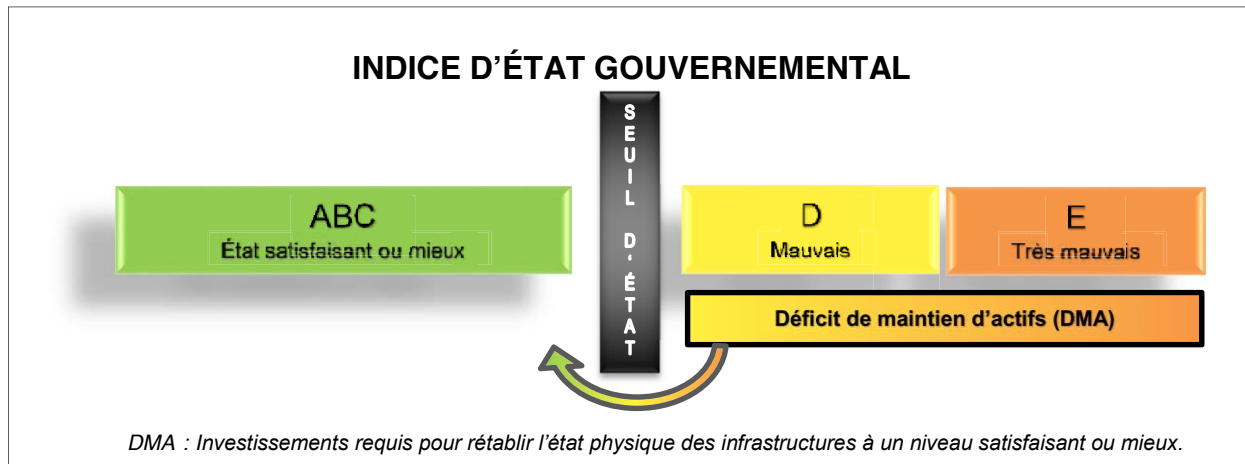 INDICE D’ÉTAT GOUVERNEMENTAL
SEUIL D'ÉTAT
ABC
État satisfaisant ou mieux
D
Mauvais
E
Très mauvais
Déficit de maintien d’actifs (DMA)
DMA : Investissements requis pour rétablir l’état physique des infrastructures à un niveau satisfaisant ou mieux.